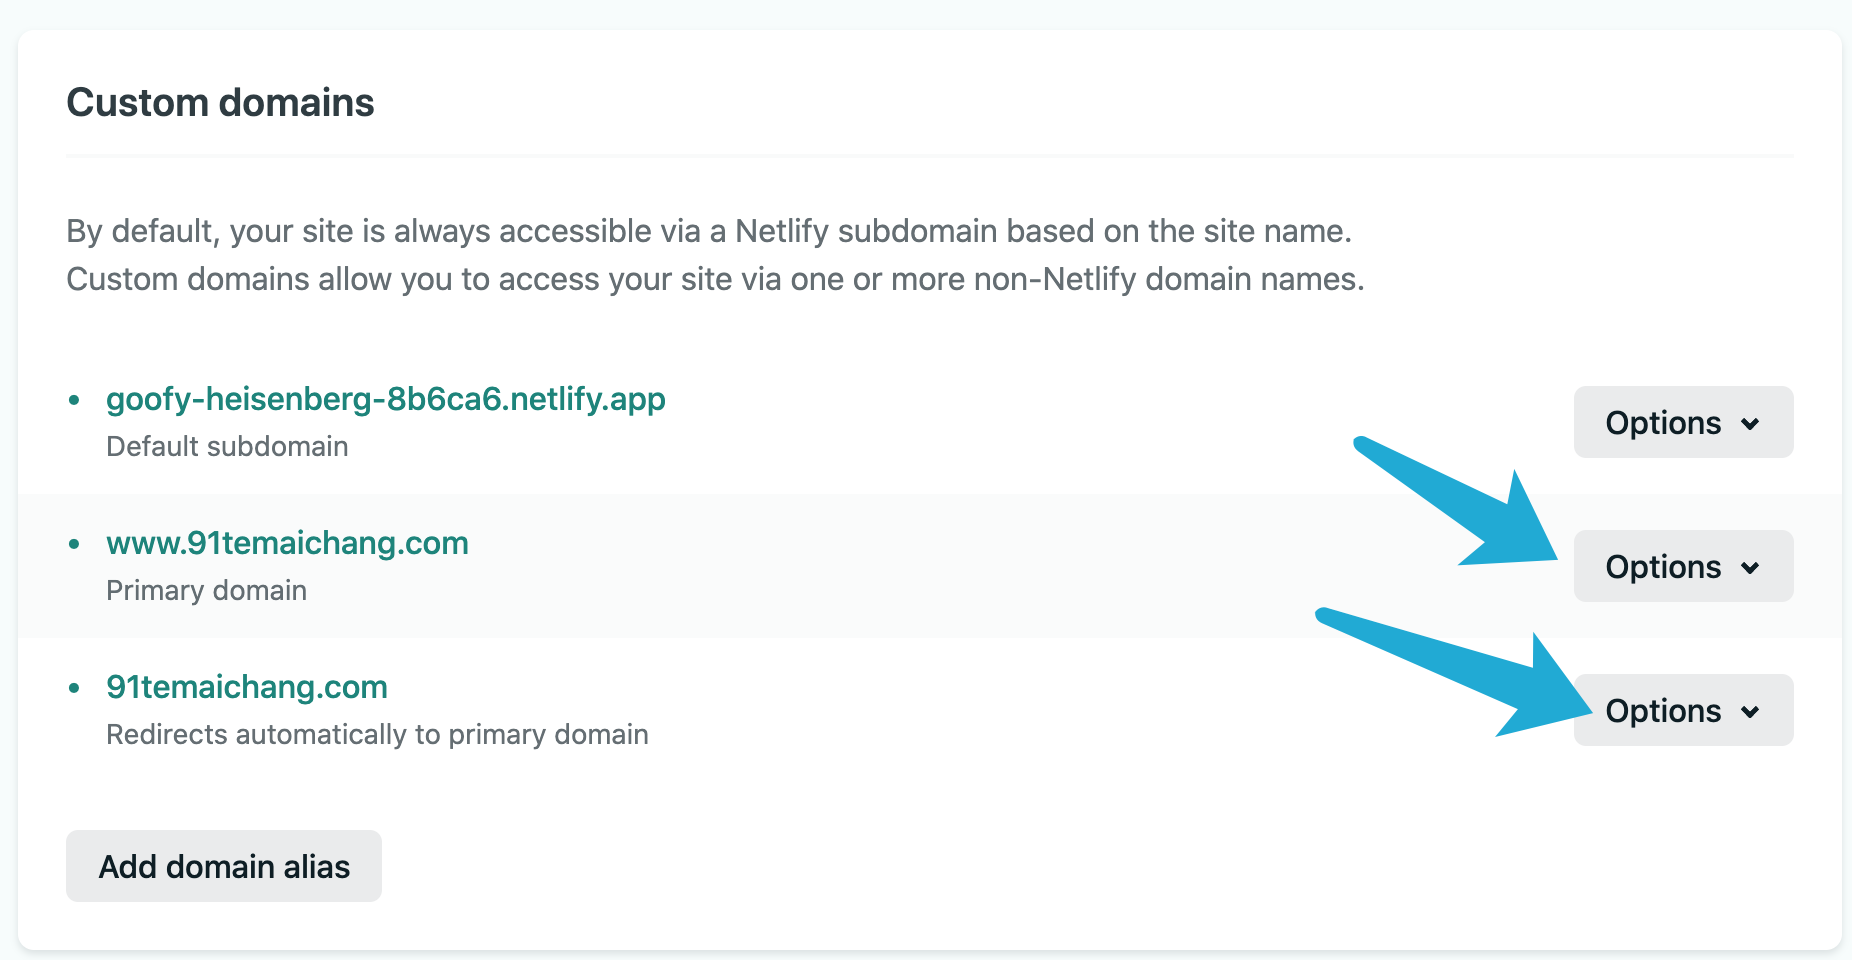 Custom domains
By default, your site is always accessible via a Netlify subdomain based on the site name.
Custom domains allow you to access your site via one or more non-Netlify domain names.
goofy-heisenberg-8b6ca6.netlify.app
Default subdomain
Options
www.91temaichang.com
Primary domain
Options
91temaichang.com
Redirects automatically to primary domain
Options
Add domain alias